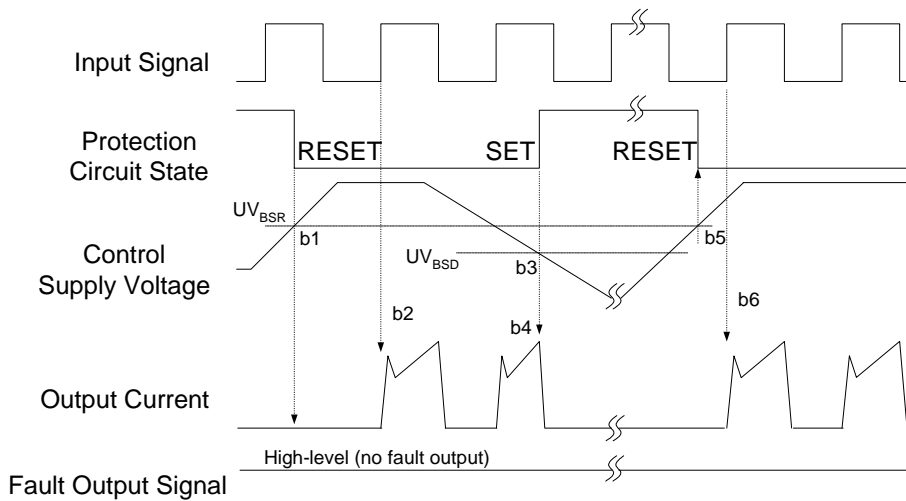 Input Signal
Protection
Circuit State
RESET
SET
RESET
UVBSR
b1
b5
Control
Supply Voltage
UVBSD
b3
b2
b4
b6
Output Current
High-level (no fault output)
Fault Output Signal